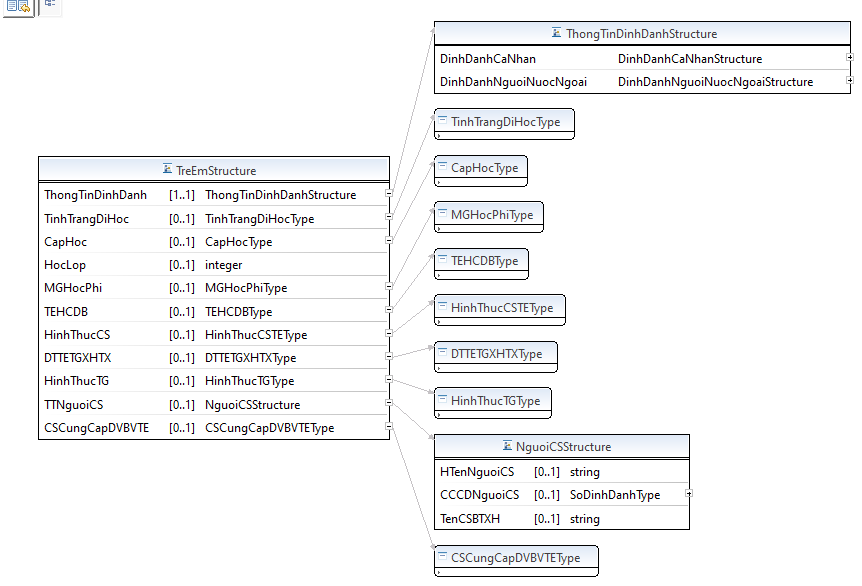 ThongTinDinhDanhStructure
DinhDanhCaNhan DinhDanhCaNhanStructure
DinhDanhNguoiNuocNgoai DinhDanhNguoiNuocNgoaiStructure
TinhTrangDiHocType
CapHocType
MGHocPhiType
TEHCDBType
HinhThucCSTEType
DTTETGXHTXType
HinhThucTGType
TreEmStructure
ThongTinDinhDanh [1..1] ThongTinDinhDanhStructure
TinhTrangDiHoc [0..1] TinhTrangDiHocType
CapHoc [0..1] CapHocType
HocLop [0..1] integer
MGHocPhi [0..1] MGHocPhiType
TEHCDB [0..1] TEHCDBType
HinhThucCS [0..1] HinhThucCSTEType
DTTETGXHTX [0..1] DTTETGXHTXType
HinhThucTG [0..1] HinhThucTGType
TTNguoiCS [0..1] NguoiCSStructure
CSCungCapDVBVTE [0..1] CSCungCapDVBVTEType
NguoiCSStructure
HTenNguoiCS [0..1] string
CCCDNguoiCS [0..1] SoDinhDanhType
TenCSBTXH [0..1] string
CSCungCapDVBVTEType